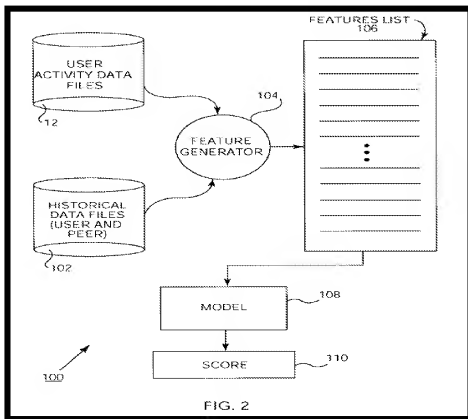 FEATURES LIST
106
USER
ACTIVITY DATA
FILES
12
104
FEATURE
GENERATOR
HISTORICAL
DATA FILES
(USER AND
PEER)
102
MODEL
108
SCORE
110
100
FIG. 2